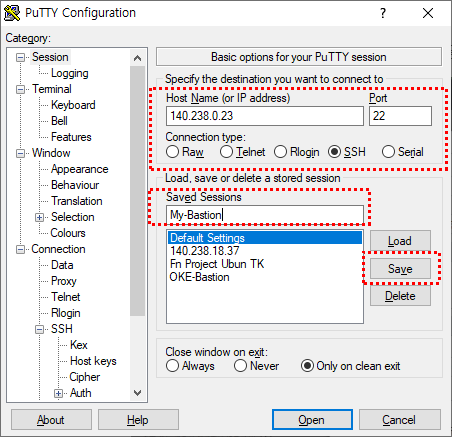 PuTTY Configuration
Category:
Session
Logging
Terminal
Keyboard
Bell
Features
Window
Appearance
Behaviour
Translation
Selection
Colours
Connection
Data
Proxy
Telnet
Rlogin
SSH
Kex
Host keys
Cipher
Auth
Basic options for your PuTTY session
Specify the destination you want to connect to
Host Name (or IP address) Port
140.238.0.23 22
Connection type:
Raw Telnet Rlogin SSH Serial
Load, save or delete a stored session
Saved Sessions
My-Bastion
Default Settings
140.238.18.37
Fn Project Ubun TK
OKE-Bastion
Load
Save
Delete
Close window on exit:
Always Never Only on clean exit
About Help Open Cancel